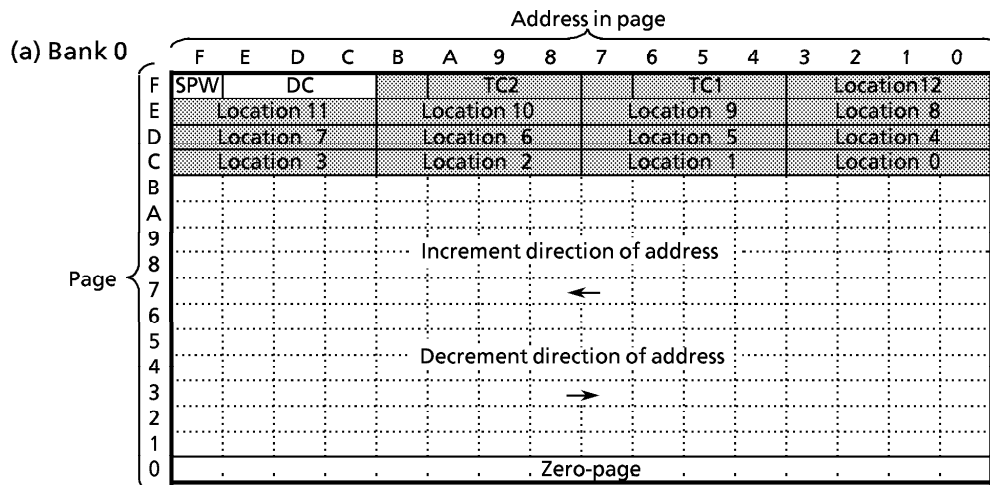 Address in page
(a) Bank 0
F E D C B A 9 8 7 6 5 4 3 2 1 0
F SPW DC TC2 TC1 Location12
E Location 11 Location 10 Location 9 Location 8
D Location 7 Location 6 Location 5 Location 4
C Location 3 Location 2 Location 1 Location 0
B
A
9
Increment direction of address
8
Page
7
6
5
Decrement direction of address
4
3
2
1
0 Zero-page